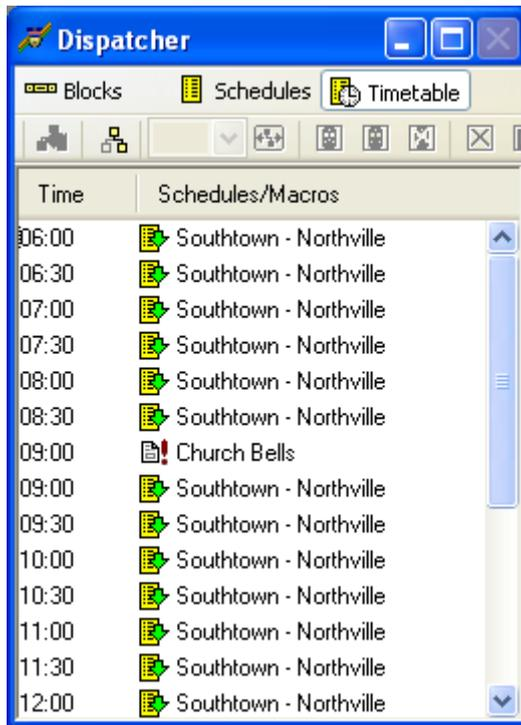 Dispatcher
Blocks Schedules Timetable
Time Schedules/Macros
06:00 Southtown - Northville
06:30 Southtown - Northville
07:00 Southtown - Northville
07:30 Southtown - Northville
08:00 Southtown - Northville
08:30 Southtown - Northville
09:00 Church Bells
09:00 Southtown - Northville
09:30 Southtown - Northville
10:00 Southtown - Northville
10:30 Southtown - Northville
11:00 Southtown - Northville
11:30 Southtown - Northville
12:00 Southtown - Northville